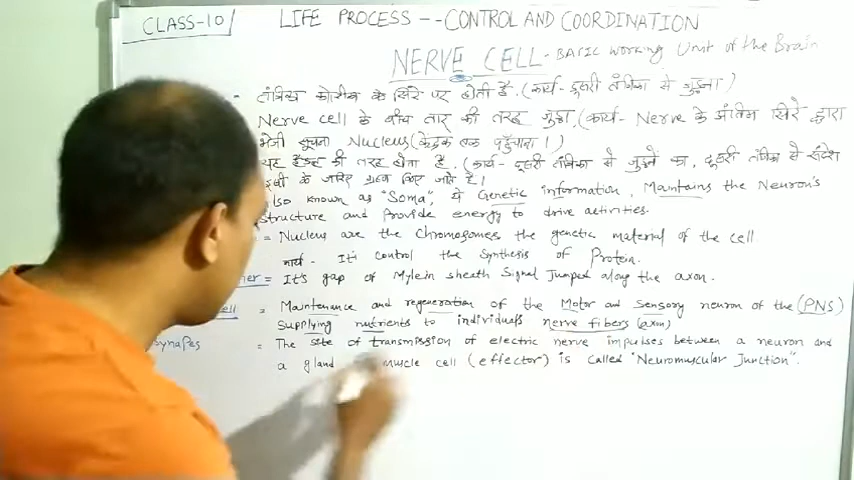 CLASS-10
LIFE PROCESS -- CONTROL AND COORDINATION
NERVE CELL - BASIC working Unit of the Brain
- तंत्रिका कोशिका के सिरे पर होती है. (कार्य- दूसरी तंत्रिका से जुड़ना)
Nerve cell के बीच तार की तरह जुड़ा. (कार्य- Nerve के अंतिम सिरे द्वारा
भेजी सूचना Nucleus (केंद्रक तक पहुँचाना।)
यह की तरह होता है. (कार्य- दूसरी तंत्रिका से जुड़ने का, दूसरी तंत्रिका से संदेश
इसी के जरिए ग्रहण किए जाते है।
also known as "Soma", ये Genetic information, Maintains the Neuron's
structure and provide energy to drive activities.
= Nucleus are the Chromosomes the genetic material of the cell
कार्य- It's control the Synthesis of Protein.
ier = It's gap of Mylein sheath Signal Jumped along the axon.
cell = Maintenance and regeneration of the Motor and sensory neuron of the (PNS)
supplying nutrients to individuals nerve fibers (axon)
synapes = The site of transmission of electric nerve impulses between a neuron and
a gland muscle cell (effector) is called "Neuromuscular Junction".